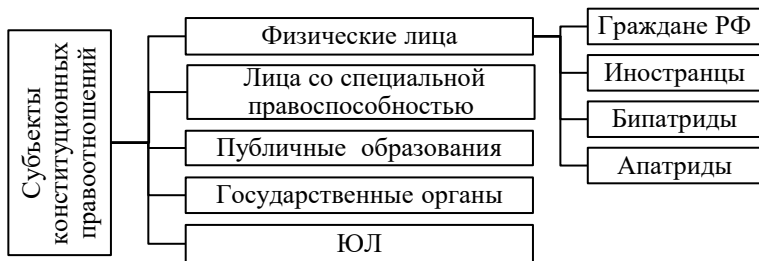 Субъекты
конституционных
правоотношений
Физические лица
Лица со специальной
правоспособностью
Публичные образования
Государственные органы
ЮЛ
Граждане РФ
Иностранцы
Бипатриды
Апатриды